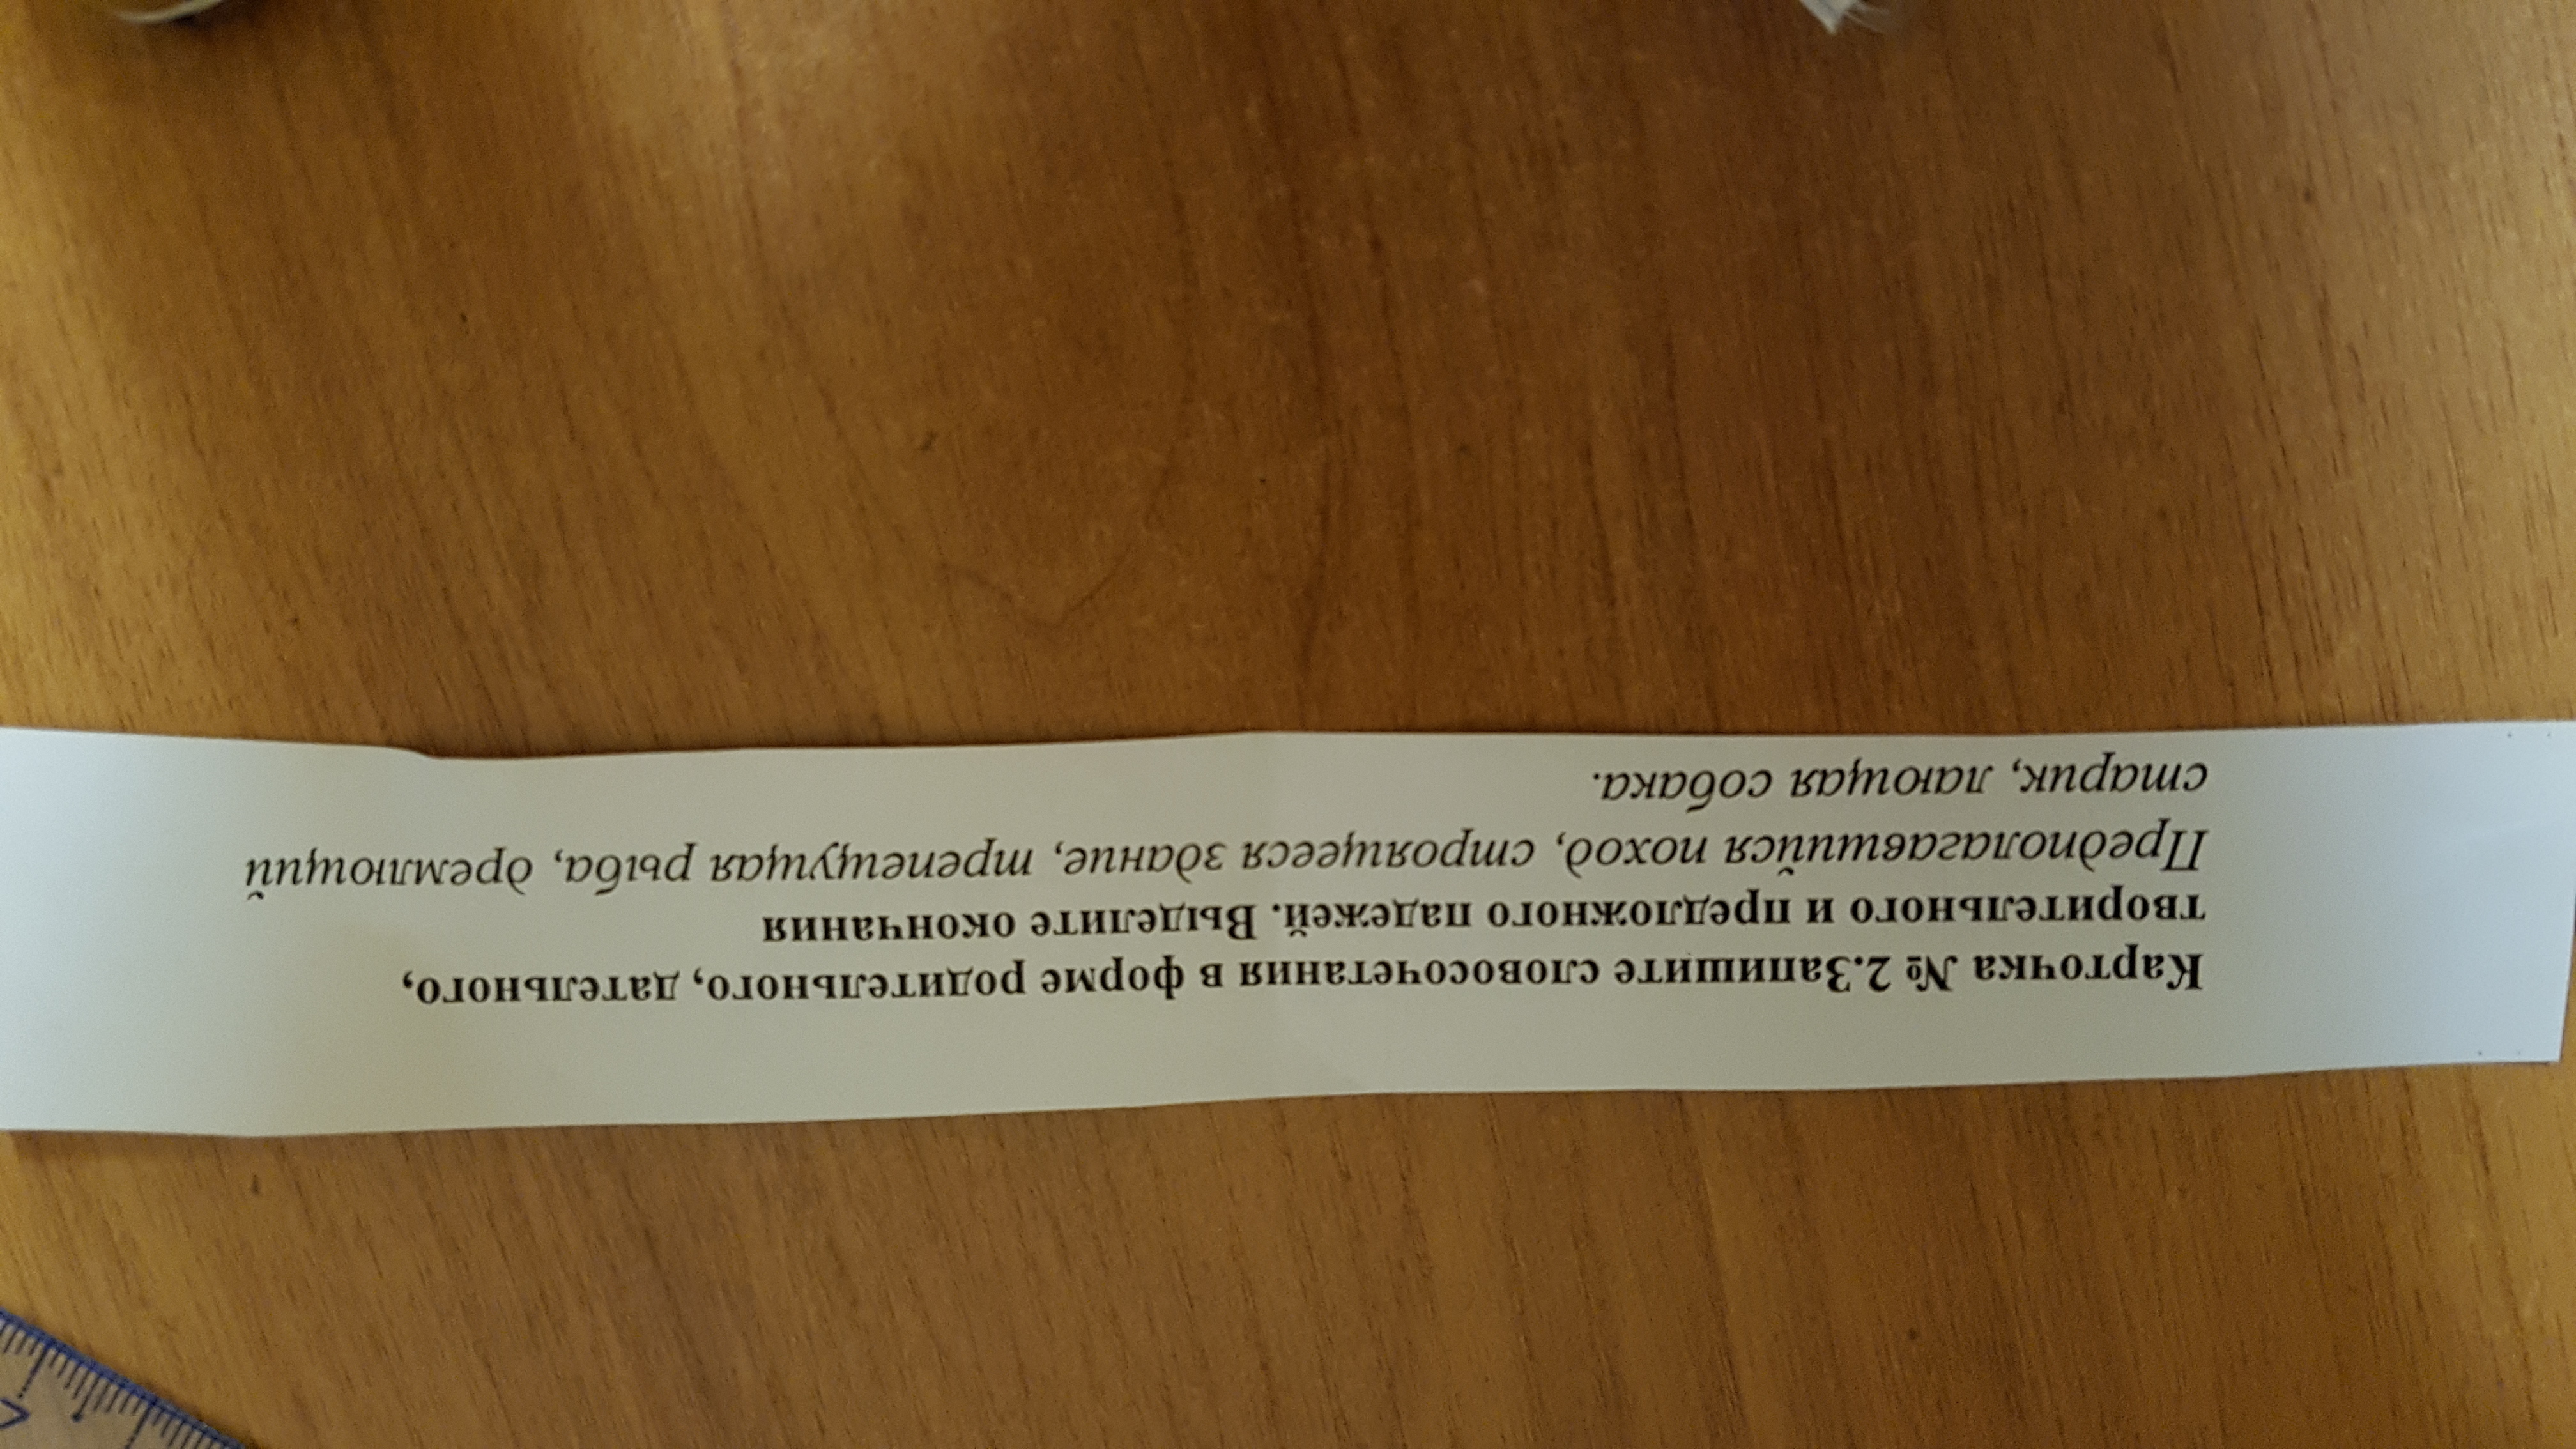 Карточка № 2.Запишите словосочетания в форме родительного, дательного,
творительного и предложного падежей. Выделите окончания
Предполагавшийся поход, строящееся здание, трепещущая рыба, дремлющий
старик, лающая собака.